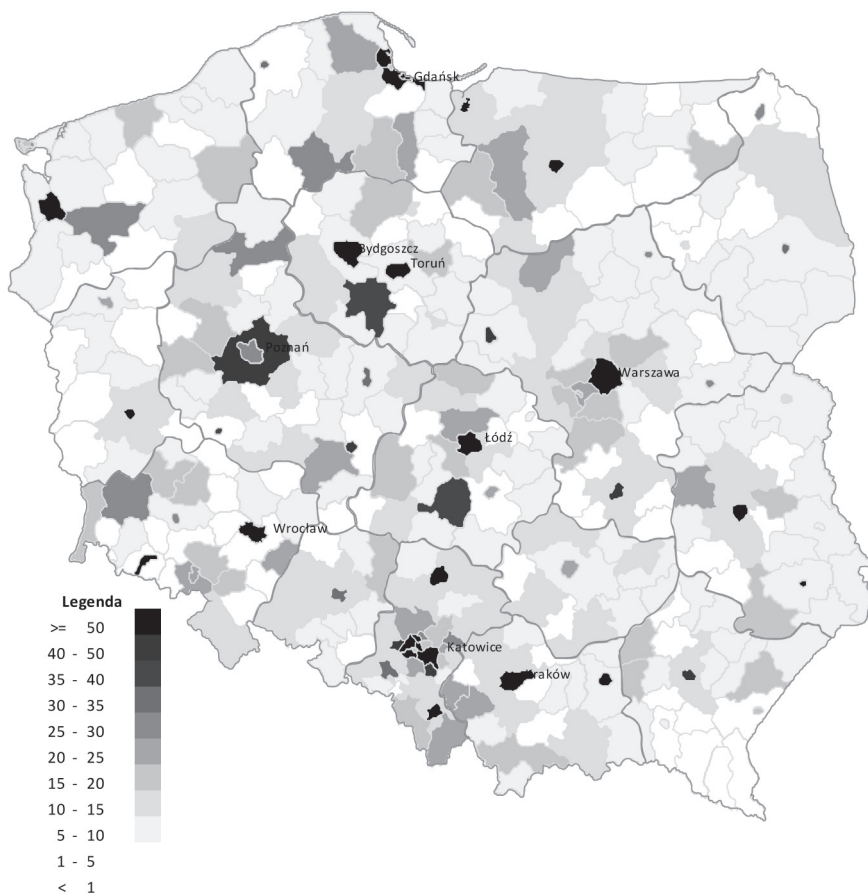 Gdańsk
Bydgoszcz
Toruń
Poznań
Warszawa
Łódź
Wrocław
Legenda
>= 50
40 - 50
35 - 40
30 - 35
25 - 30
20 - 25
15 - 20
10 - 15
5 - 10
1 - 5
< 1
Katowice
Kraków